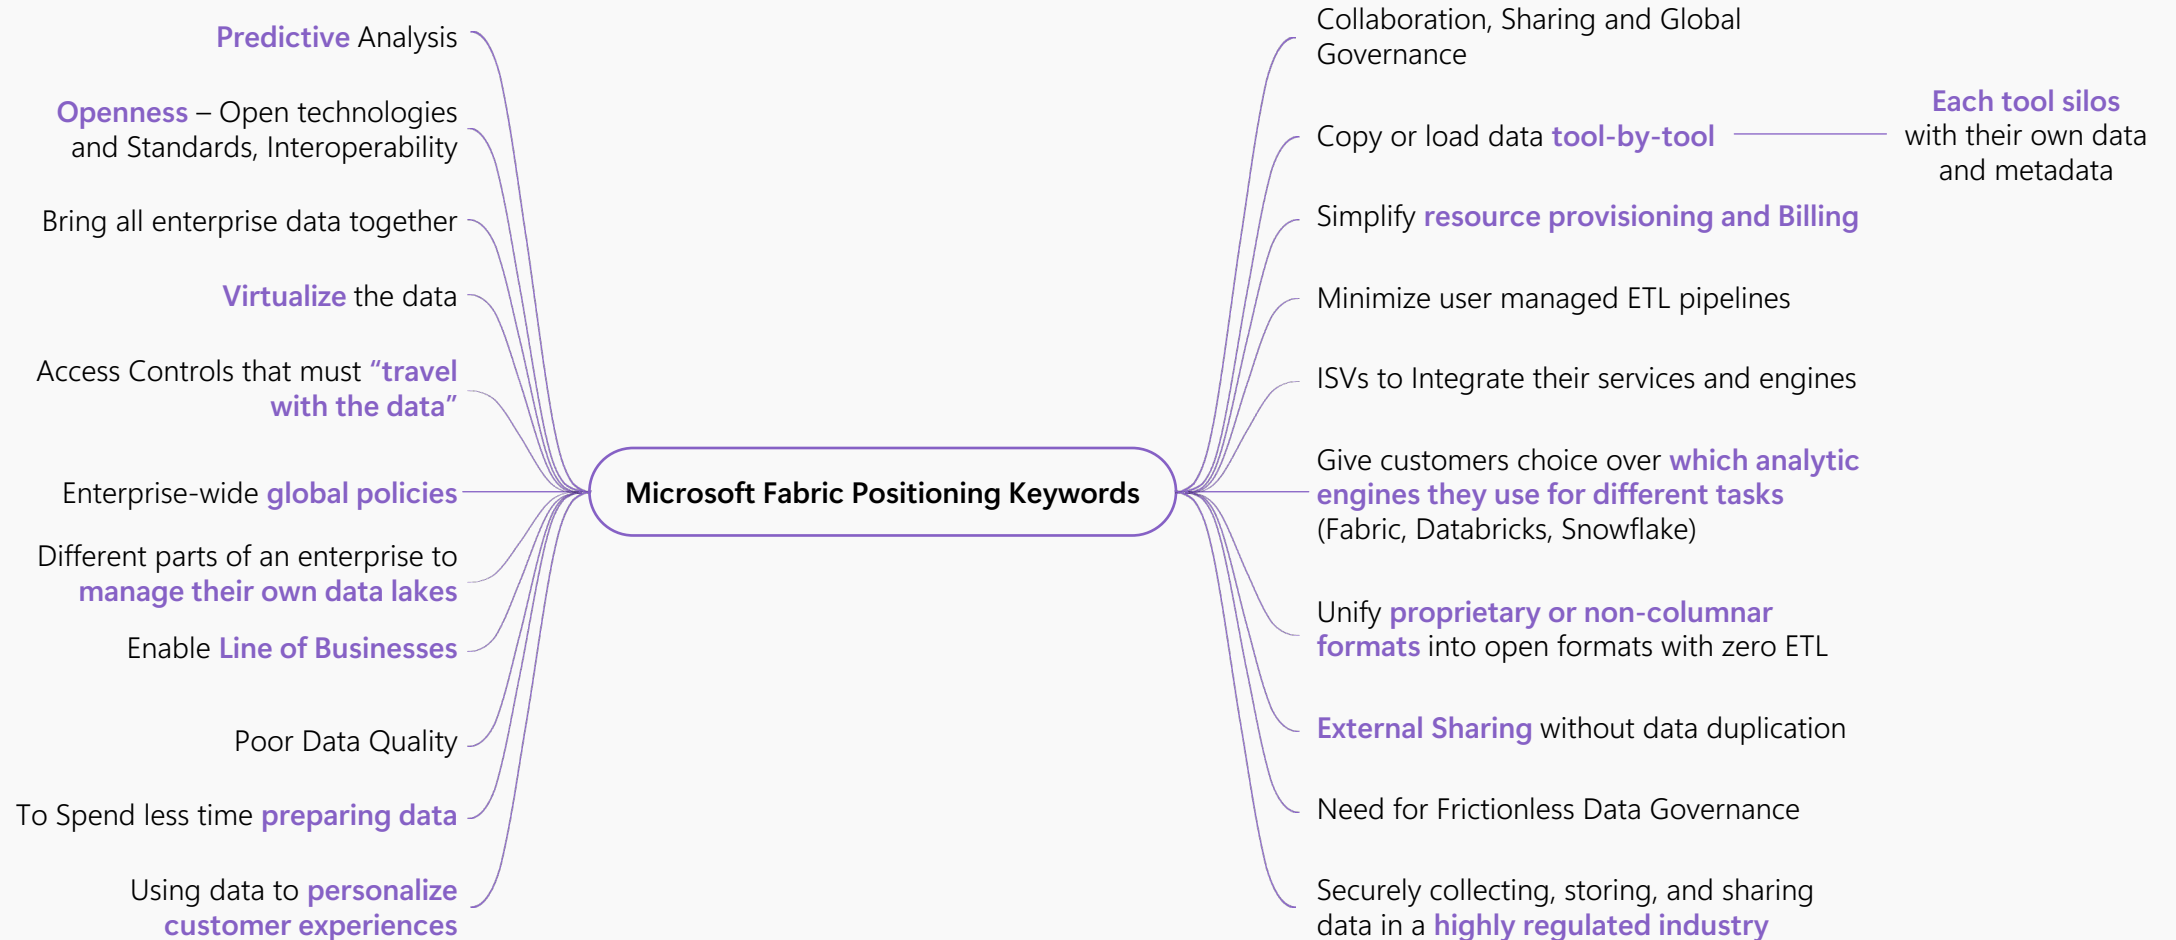 Predictive Analysis
Openness – Open technologies
and Standards, Interoperability
Bring all enterprise data together
Virtualize the data
Access Controls that must “travel
with the data”
Enterprise-wide global policies
Different parts of an enterprise to
manage their own data lakes
Enable Line of Businesses
Poor Data Quality
To Spend less time preparing data
Using data to personalize
customer experiences
Microsoft Fabric Positioning Keywords
Collaboration, Sharing and Global
Governance
Copy or load data tool-by-tool
Each tool silos
with their own data
and metadata
Simplify resource provisioning and Billing
Minimize user managed ETL pipelines
ISVs to Integrate their services and engines
Give customers choice over which analytic
engines they use for different tasks
(Fabric, Databricks, Snowflake)
Unify proprietary or non-columnar
formats into open formats with zero ETL
External Sharing without data duplication
Need for Frictionless Data Governance
Securely collecting, storing, and sharing
data in a highly regulated industry